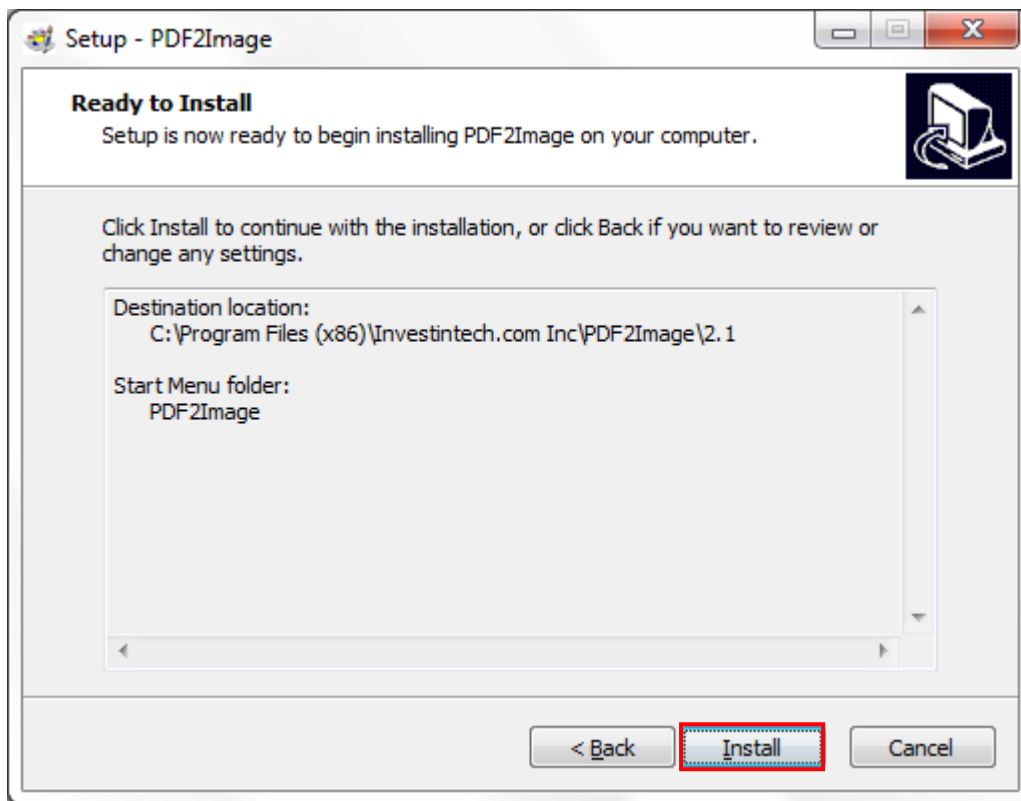 Setup - PDF2Image
Ready to Install
Setup is now ready to begin installing PDF2Image on your computer.
Click Install to continue with the installation, or click Back if you want to review or
change any settings.
Destination location:
C:\Program Files (x86)\Investintech.com Inc\PDF2Image\2.1
Start Menu folder:
PDF2Image
< Back Install Cancel